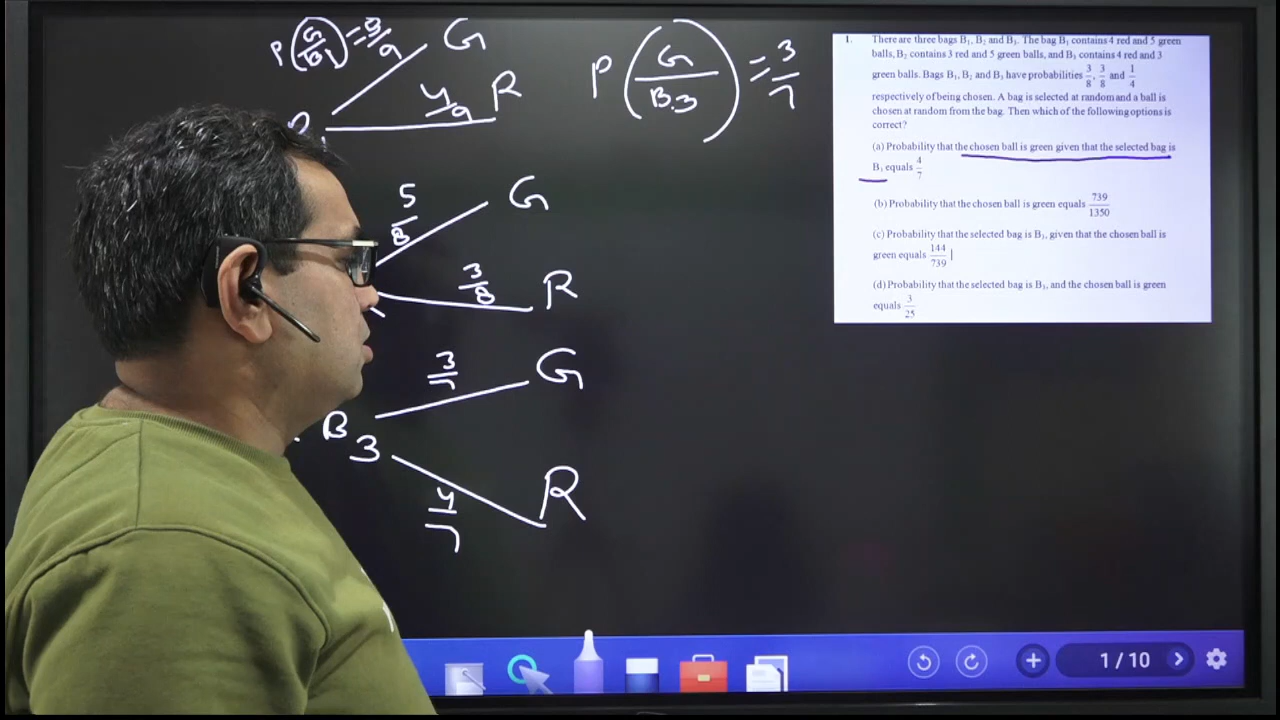 P(G/B1) = 5/9
G
4/9 R
P(G/B3) = 3/7
5/8 G
3/8 R
3/7 G
B3
4/7 R
1. There are three bags B₁, B₂ and B₃. The bag B₁ contains 4 red and 5 green
balls, B₂ contains 3 red and 5 green balls, and B₃ contains 4 red and 3
green balls. Bags B₁, B₂ and B₃ have probabilities 3/8, 3/8 and 1/4
respectively of being chosen. A bag is selected at random and a ball is
chosen at random from the bag. Then which of the following options is
correct?
(a) Probability that the chosen ball is green given that the selected bag is
B₃ equals 4/7
(b) Probability that the chosen ball is green equals 739/1350
(c) Probability that the selected bag is B₃, given that the chosen ball is
green equals 144/739
(d) Probability that the selected bag is B₃, and the chosen ball is green
equals 3/25
1 / 10